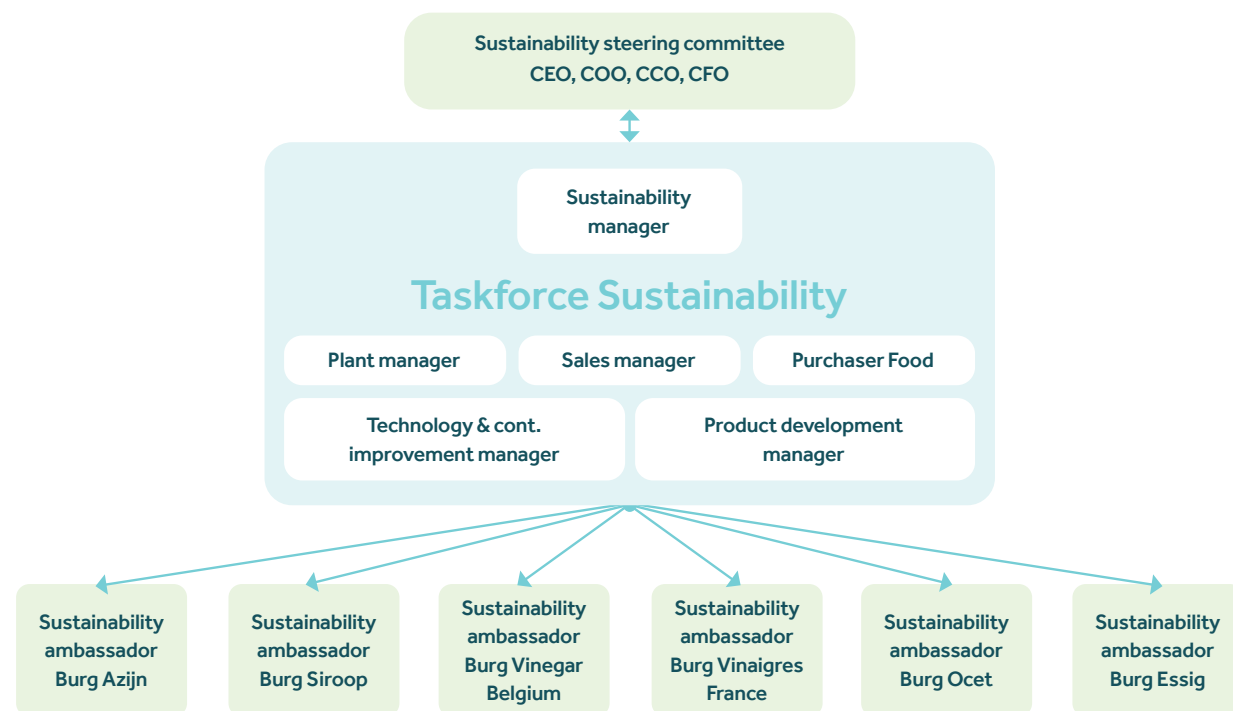 Sustainability steering committee
CEO, COO, CCO, CFO
Sustainability
manager
Taskforce Sustainability
Plant manager
Sales manager
Purchaser Food
Technology & cont.
improvement manager
Product development
manager
Sustainability
ambassador
Burg Azijn
Sustainability
ambassador
Burg Siroop
Sustainability
ambassador
Burg Vinegar
Belgium
Sustainability
ambassador
Burg Vinaigres
France
Sustainability
ambassador
Burg Ocet
Sustainability
ambassador
Burg Essig